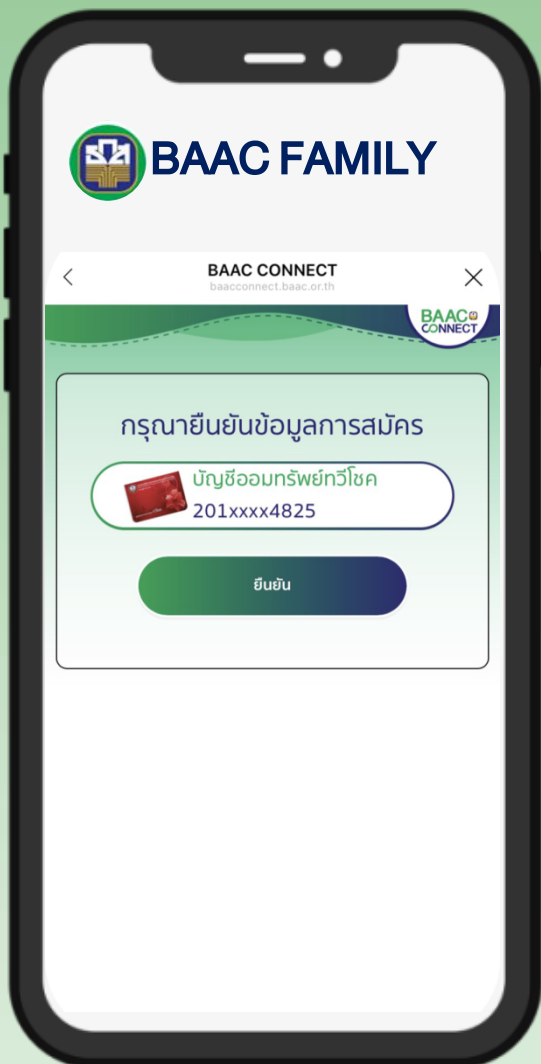 BAAC FAMILY
BAAC CONNECT
baacconnect.baac.or.th
BAAC
CONNECT
กรุณายืนยันข้อมูลการสมัคร
บัญชีออมทรัพย์ทวีโชค
201xxxx4825
ยืนยัน